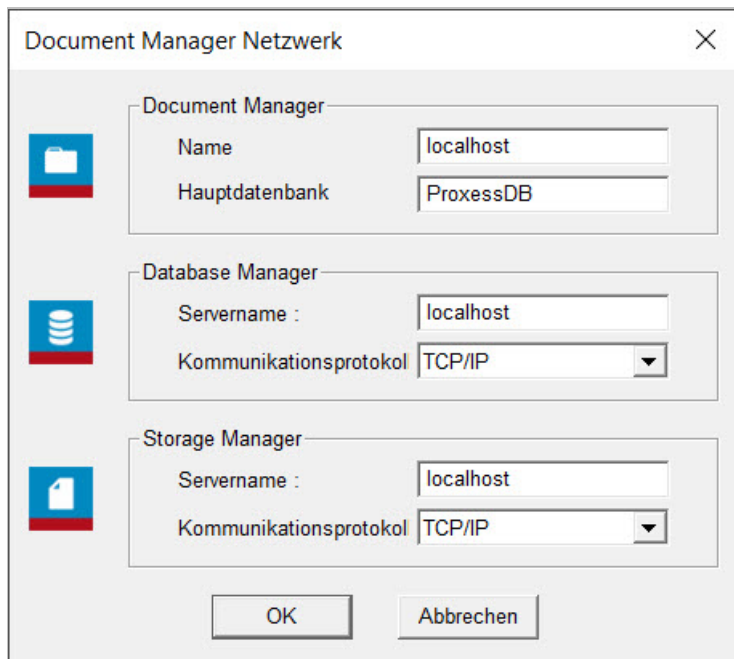 Document Manager Netzwerk
Document Manager
Name localhost
Hauptdatenbank ProxessDB
Database Manager
Servername : localhost
Kommunikationsprotokol TCP/IP
Storage Manager
Servername : localhost
Kommunikationsprotokol TCP/IP
OK Abbrechen